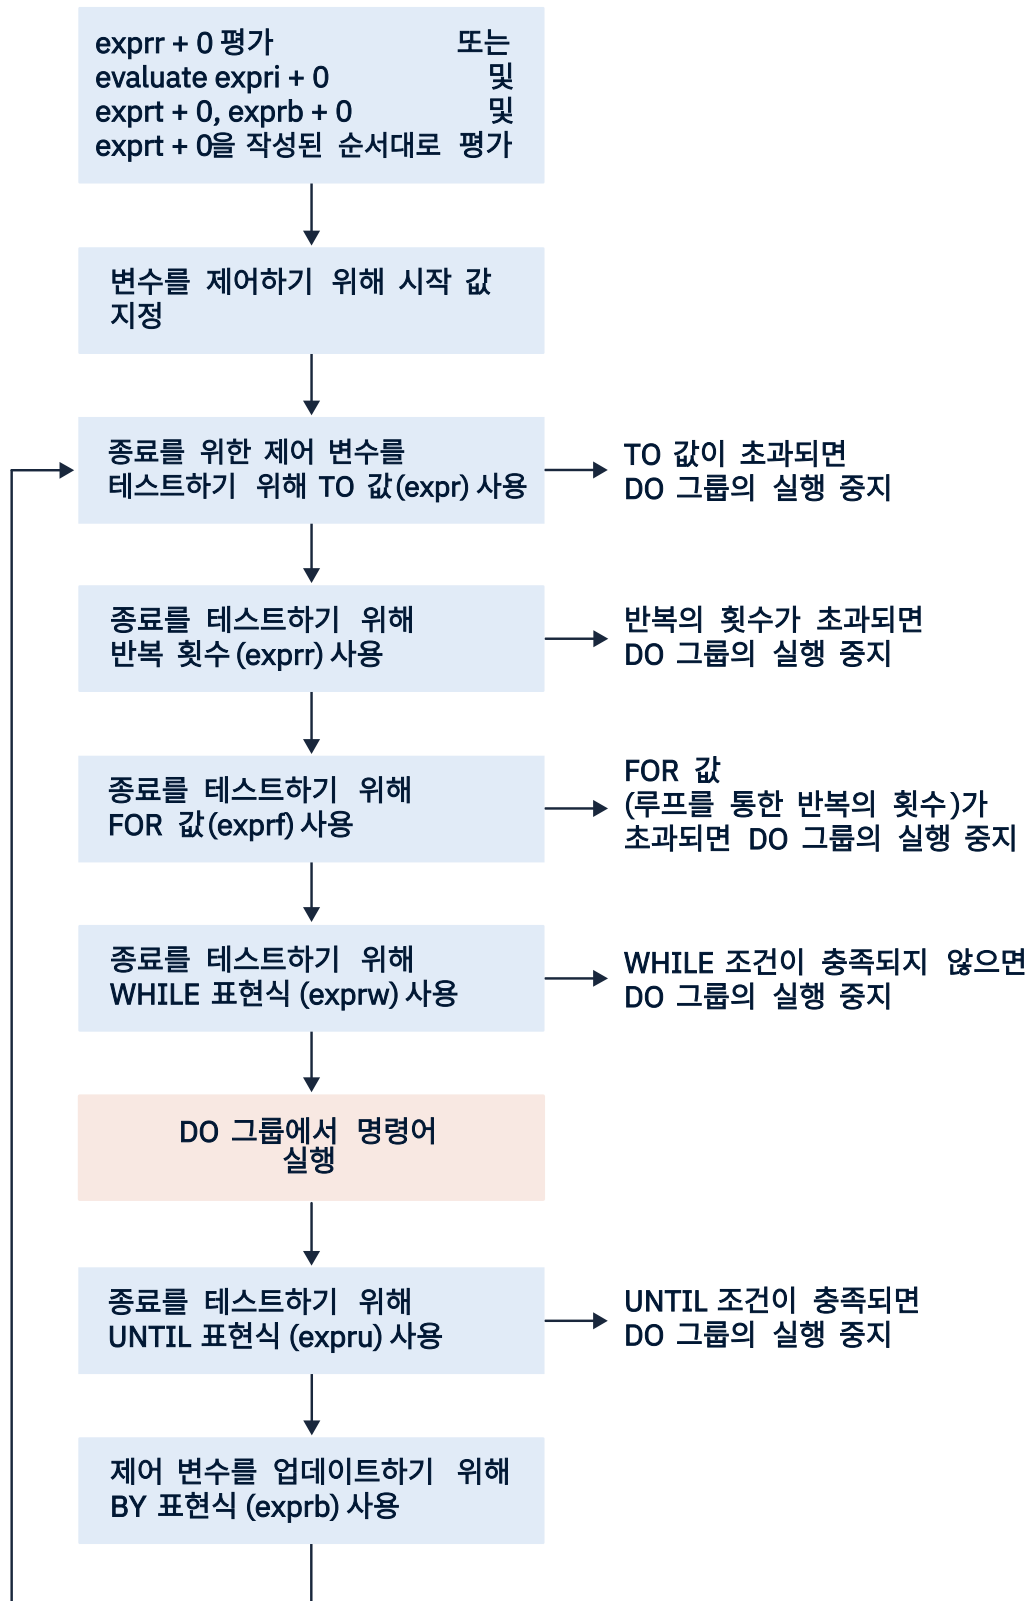 exprr + 0 평가 또는
evaluate expri + 0 및
exprt + 0, exprb + 0 및
exprt + 0을 작성된 순서대로 평가
변수를 제어하기 위해 시작 값
지정
종료를 위한 제어 변수를
테스트하기 위해 TO 값(expr) 사용
TO 값이 초과되면
DO 그룹의 실행 중지
종료를 테스트하기 위해
반복 횟수 (exprr) 사용
반복의 횟수가 초과되면
DO 그룹의 실행 중지
종료를 테스트하기 위해
FOR 값(exprf) 사용
FOR 값
(루프를 통한 반복의 횟수)가
초과되면 DO 그룹의 실행 중지
종료를 테스트하기 위해
WHILE 표현식 (exprw) 사용
WHILE 조건이 충족되지 않으면
DO 그룹의 실행 중지
DO 그룹에서 명령어
실행
종료를 테스트하기 위해
UNTIL 표현식 (expru) 사용
UNTIL 조건이 충족되면
DO 그룹의 실행 중지
제어 변수를 업데이트하기 위해
BY 표현식 (exprb) 사용